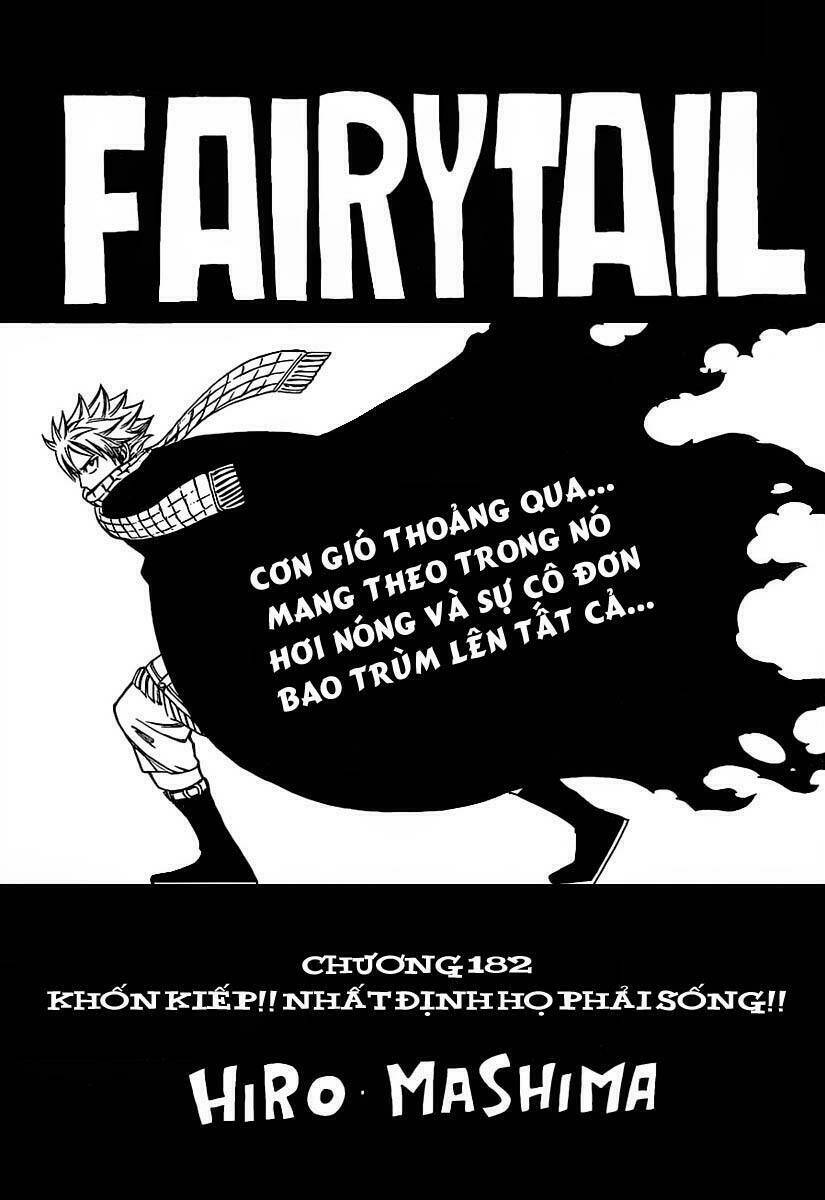 FAIRYTAIL
CƠN GIÓ THOẢNG QUA...
MANG THEO TRONG NÓ
HƠI NÓNG VÀ SỰ CÔ ĐƠN
BAO TRÙM LÊN TẤT CẢ...
CHƯƠNG 182
KHỐN KIẾP!! NHẤT ĐỊNH HỌ PHẢI SỐNG!!
HIRO · MASHIMA